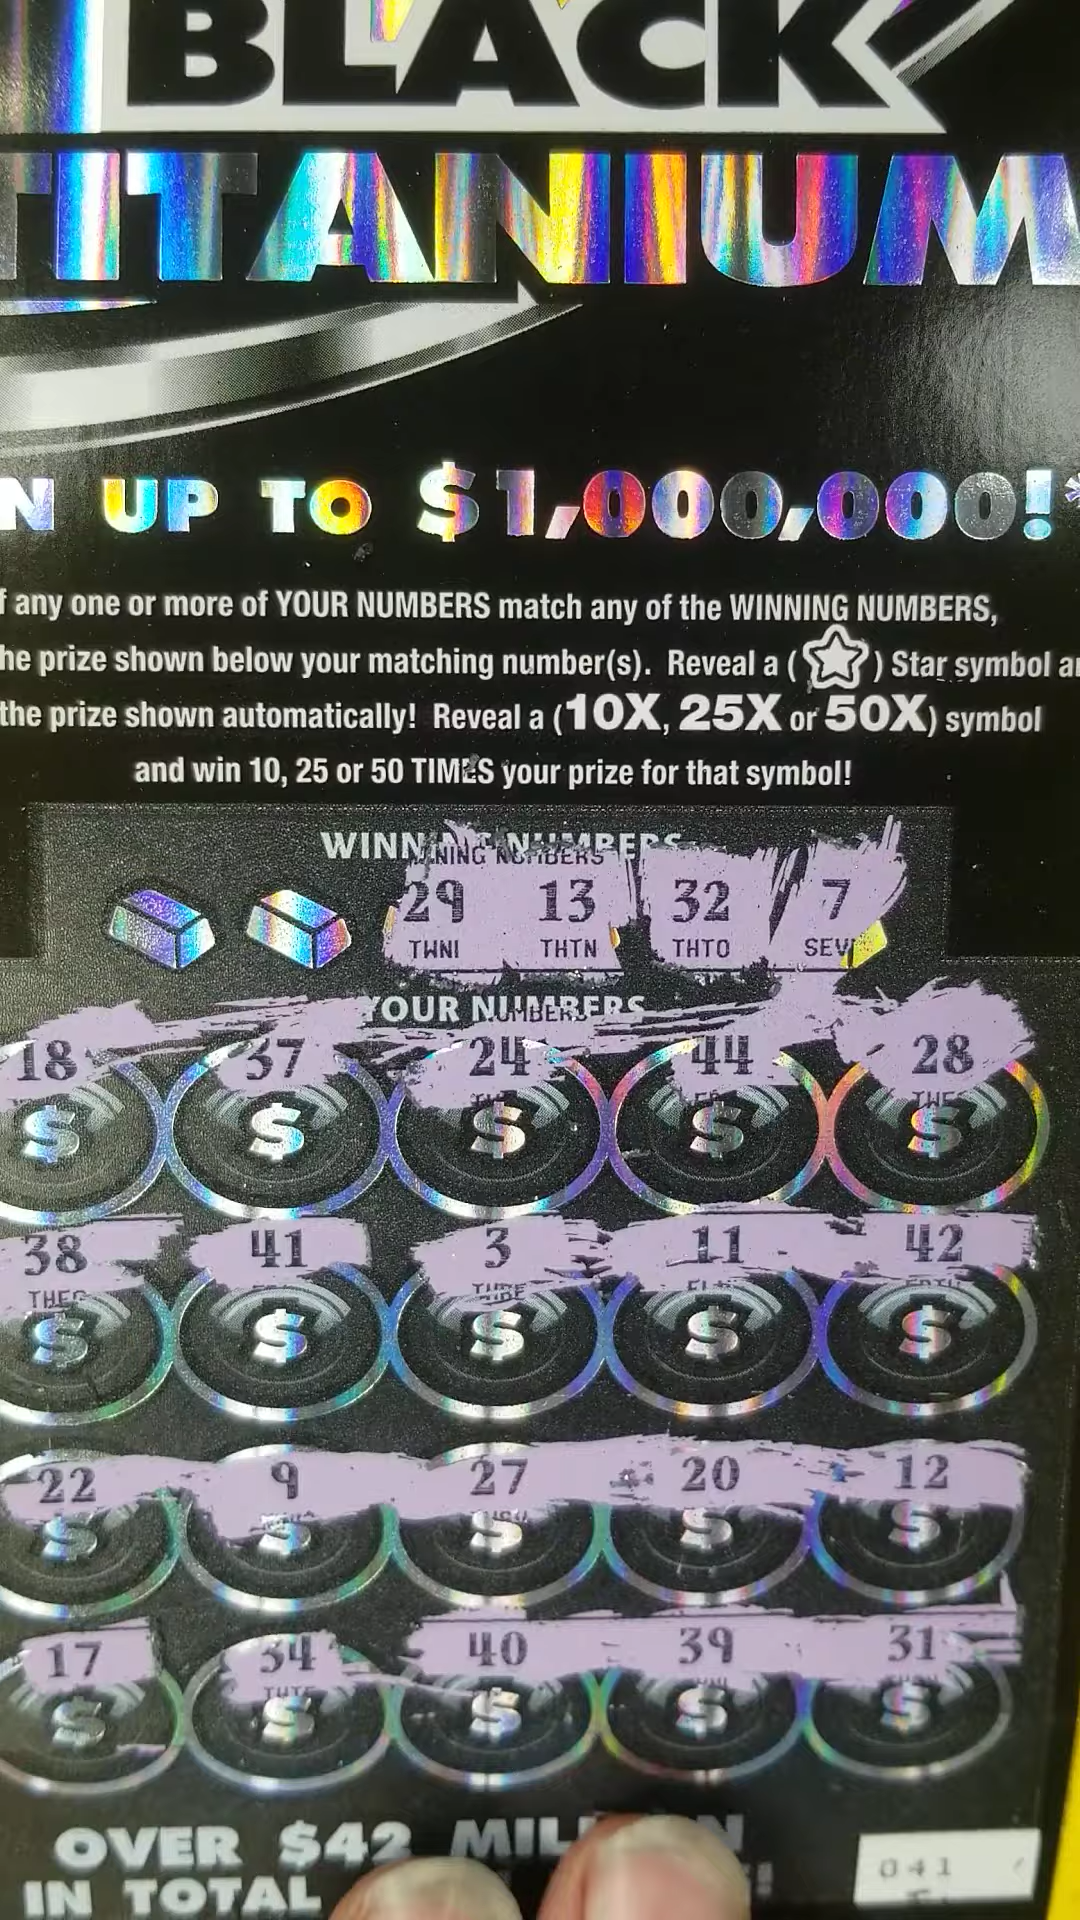 BLACK
TITANIUM
N UP TO $1,000,000!*
f any one or more of YOUR NUMBERS match any of the WINNING NUMBERS,
he prize shown below your matching number(s). Reveal a ( ) Star symbol an
the prize shown automatically! Reveal a (10X, 25X or 50X) symbol
and win 10, 25 or 50 TIMES your prize for that symbol!
WINNING NUMBERS
29 13 32 7
TWNI THTN THTO SEV
YOUR NUMBERS
18 37 24 44 28
$ $ $ $ $
38 41 3 11 42
$ $ $ $ $
22 9 27 20 12
$ $ $ $ $
17 34 40 39 31
$ $ $ $ $
OVER $42 MIL N
IN TOTAL
041